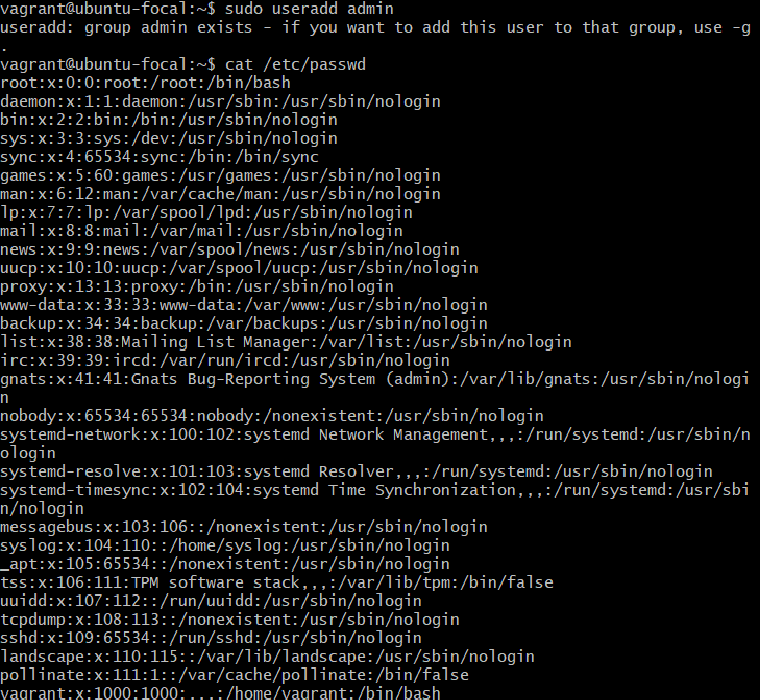 vagrant@ubuntu-focal:~$ sudo useradd admin
useradd: group admin exists - if you want to add this user to that group, use -g
.
vagrant@ubuntu-focal:~$ cat /etc/passwd
root:x:0:0:root:/root:/bin/bash
daemon:x:1:1:daemon:/usr/sbin:/usr/sbin/nologin
bin:x:2:2:bin:/bin:/usr/sbin/nologin
sys:x:3:3:sys:/dev:/usr/sbin/nologin
sync:x:4:65534:sync:/bin:/bin/sync
games:x:5:60:games:/usr/games:/usr/sbin/nologin
man:x:6:12:man:/var/cache/man:/usr/sbin/nologin
lp:x:7:7:lp:/var/spool/lpd:/usr/sbin/nologin
mail:x:8:8:mail:/var/mail:/usr/sbin/nologin
news:x:9:9:news:/var/spool/news:/usr/sbin/nologin
uucp:x:10:10:uucp:/var/spool/uucp:/usr/sbin/nologin
proxy:x:13:13:proxy:/bin:/usr/sbin/nologin
www-data:x:33:33:www-data:/var/www:/usr/sbin/nologin
backup:x:34:34:backup:/var/backups:/usr/sbin/nologin
list:x:38:38:Mailing List Manager:/var/list:/usr/sbin/nologin
irc:x:39:39:ircd:/var/run/ircd:/usr/sbin/nologin
gnats:x:41:41:Gnats Bug-Reporting System (admin):/var/lib/gnats:/usr/sbin/nologi
n
nobody:x:65534:65534:nobody:/nonexistent:/usr/sbin/nologin
systemd-network:x:100:102:systemd Network Management,,,:/run/systemd:/usr/sbin/n
ologin
systemd-resolve:x:101:103:systemd Resolver,,,:/run/systemd:/usr/sbin/nologin
systemd-timesync:x:102:104:systemd Time Synchronization,,,:/run/systemd:/usr/sbi
n/nologin
messagebus:x:103:106::/nonexistent:/usr/sbin/nologin
syslog:x:104:110::/home/syslog:/usr/sbin/nologin
_apt:x:105:65534::/nonexistent:/usr/sbin/nologin
tss:x:106:111:TPM software stack,,,:/var/lib/tpm:/bin/false
uuidd:x:107:112::/run/uuidd:/usr/sbin/nologin
tcpdump:x:108:113::/nonexistent:/usr/sbin/nologin
sshd:x:109:65534::/run/sshd:/usr/sbin/nologin
landscape:x:110:115::/var/lib/landscape:/usr/sbin/nologin
pollinate:x:111:1::/var/cache/pollinate:/bin/false
vagrant:x:1000:1000:,,,:/home/vagrant:/bin/bash